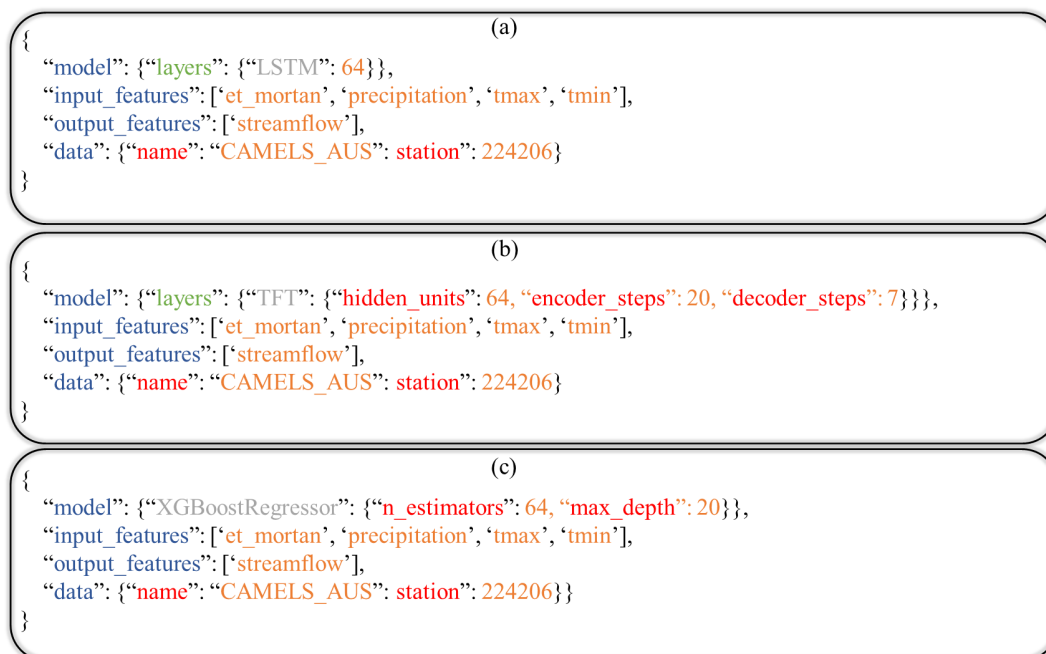 (a)
{
“model”: {“layers”: {“LSTM”: 64}},
“input_features”: [‘et_mortan’, ‘precipitation’, ‘tmax’, ‘tmin’],
“output_features”: [‘streamflow’],
“data”: {“name”: “CAMELS_AUS”: station”: 224206}
}
(b)
{
“model”: {“layers”: {“TFT”: {“hidden_units”: 64, “encoder_steps”: 20, “decoder_steps”: 7}}},
“input_features”: [‘et_mortan’, ‘precipitation’, ‘tmax’, ‘tmin’],
“output_features”: [‘streamflow’],
“data”: {“name”: “CAMELS_AUS”: station”: 224206}
}
(c)
{
“model”: {“XGBoostRegressor”: {“n_estimators”: 64, “max_depth”: 20}},
“input_features”: [‘et_mortan’, ‘precipitation’, ‘tmax’, ‘tmin’],
“output_features”: [‘streamflow’],
“data”: {“name”: “CAMELS_AUS”: station”: 224206}}
}